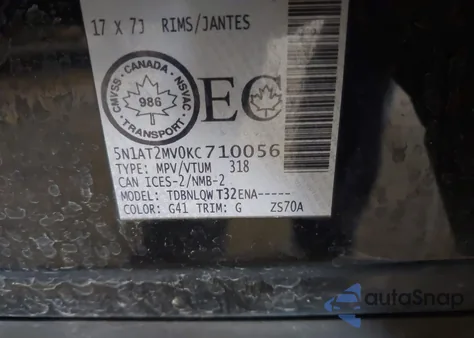 17 X 7J RIMS/JANTES
CMVSS · CANADA · NSVAC
986
TRANSPORT
EC
5N1AT2MV0KC710056
TYPE: MPV/VTUM 318
CAN ICES-2/NMB-2
MODEL: TDBNLQW T32ENA-----
COLOR: G41 TRIM: G ZS70A
autoSnap